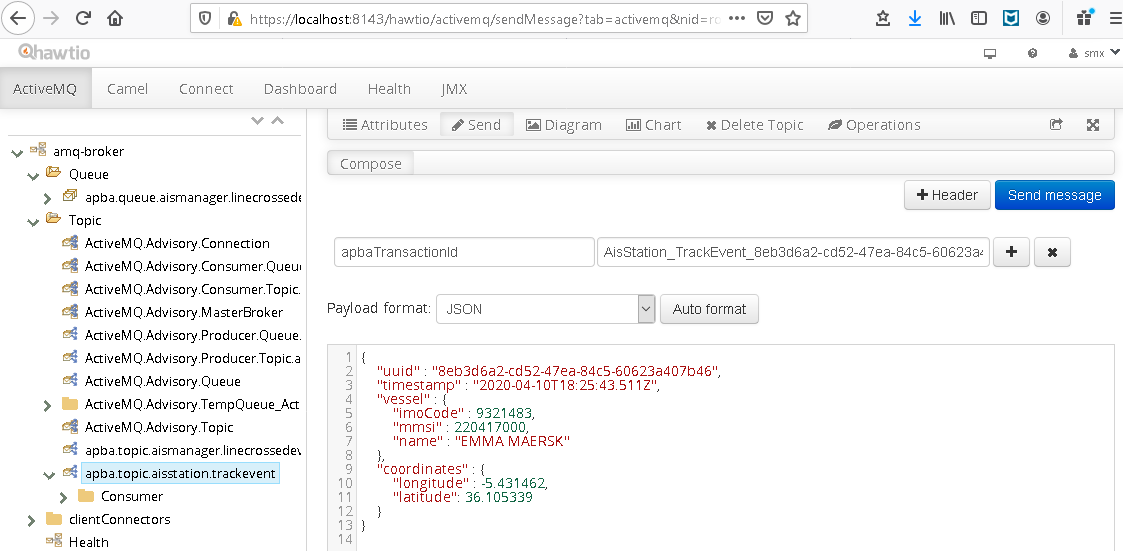 https://localhost:8143/hawtio/activemq/sendMessage?tab=activemq&nid=ro
hawtio
smx
ActiveMQ Camel Connect Dashboard Health JMX
Attributes Send Diagram Chart Delete Topic Operations
Compose
Header Send message
amq-broker
Queue
apba.queue.aismanager.linecrossede
Topic
ActiveMQ.Advisory.Connection
ActiveMQ.Advisory.Consumer.Queu
ActiveMQ.Advisory.Consumer.Topic.
ActiveMQ.Advisory.MasterBroker
ActiveMQ.Advisory.Producer.Queue.
ActiveMQ.Advisory.Producer.Topic.a
ActiveMQ.Advisory.Queue
ActiveMQ.Advisory.TempQueue_Act
ActiveMQ.Advisory.Topic
apba.topic.aismanager.linecrossedev
apba.topic.aisstation.trackevent
Consumer
clientConnectors
Health
apbaTransactionId AisStation_TrackEvent_8eb3d6a2-cd52-47ea-84c5-60623a4
Payload format: JSON Auto format
1 {
2 "uuid" : "8eb3d6a2-cd52-47ea-84c5-60623a407b46",
3 "timestamp" : "2020-04-10T18:25:43.511Z",
4 "vessel" : {
5 "imoCode" : 9321483,
6 "mmsi" : 220417000,
7 "name" : "EMMA MAERSK"
8 },
9 "coordinates" : {
10 "longitude" : -5.431462,
11 "latitude": 36.105339
12 }
13 }
14